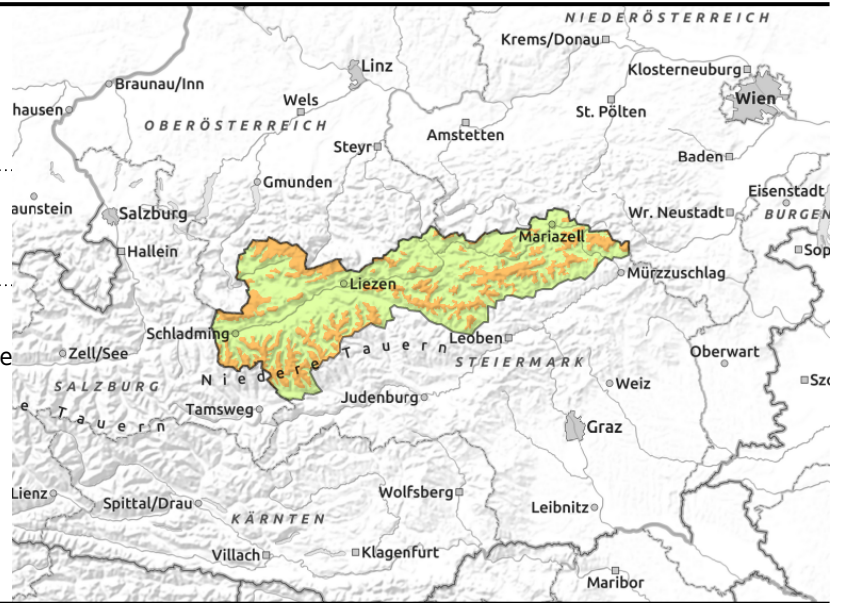 NIEDERÖSTERREICH
Krems/Donau
Linz
Klosterneuburg
Braunau/Inn
Wien
Wels
hausen
St. Pölten
OBERÖSTERREICH
Amstetten
Steyr
Baden
Gmunden
Eisenstadt
aunstein
Salzburg
Wr. Neustadt
BURGEN
Mariazell
Hallein
Sop
Mürzzuschlag
Liezen
Schladming
Leoben
Niedere Tauern
e
Zell/See
Oberwart
STEIERMARK
SALZBURG
Weiz
Szo
Judenburg
Tamsweg
e Tauern
Graz
Lienz
Wolfsberg
Spittal/Drau
Leibnitz
KÄRNTEN
Villach
Klagenfurt
Maribor